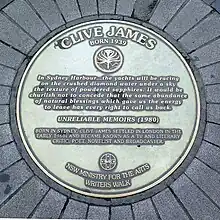 CLIVE JAMES
BORN 1939
In Sydney Harbour...the yachts will be racing
on the crushed diamond water under a sky
the texture of powdered sapphires. It would be
churlish not to concede that the same abundance
of natural blessings which gave us the energy
to leave has every right to call us back.
UNRELIABLE MEMOIRS (1980)
BORN IN SYDNEY, CLIVE JAMES SETTLED IN LONDON IN THE
EARLY 1960s AND BECAME KNOWN AS A TV AND LITERARY
CRITIC, POET, NOVELIST AND BROADCASTER.
NSW MINISTRY FOR THE ARTS
WRITERS WALK